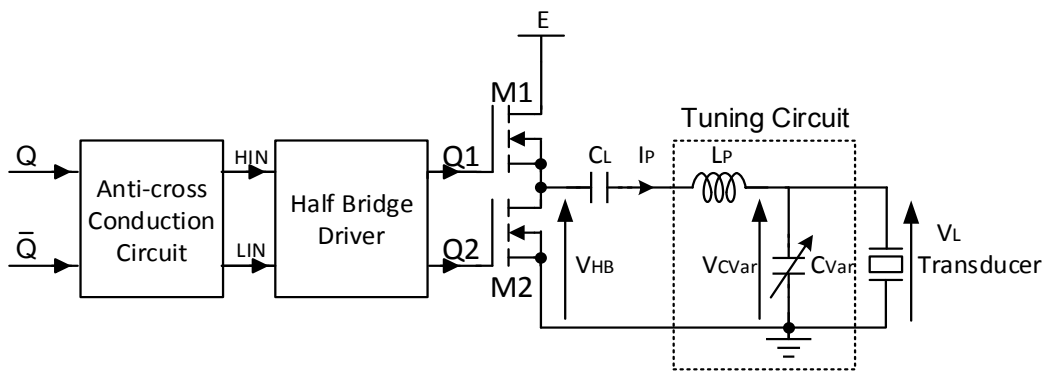 E
M1
Tuning Circuit
Q
HIN
Q1
CL
IP
LP
Anti-cross
Conduction
Circuit
Half Bridge
Driver
Q̄
LIN
Q2
VHB
VCVar
CVar
VL
Transducer
M2